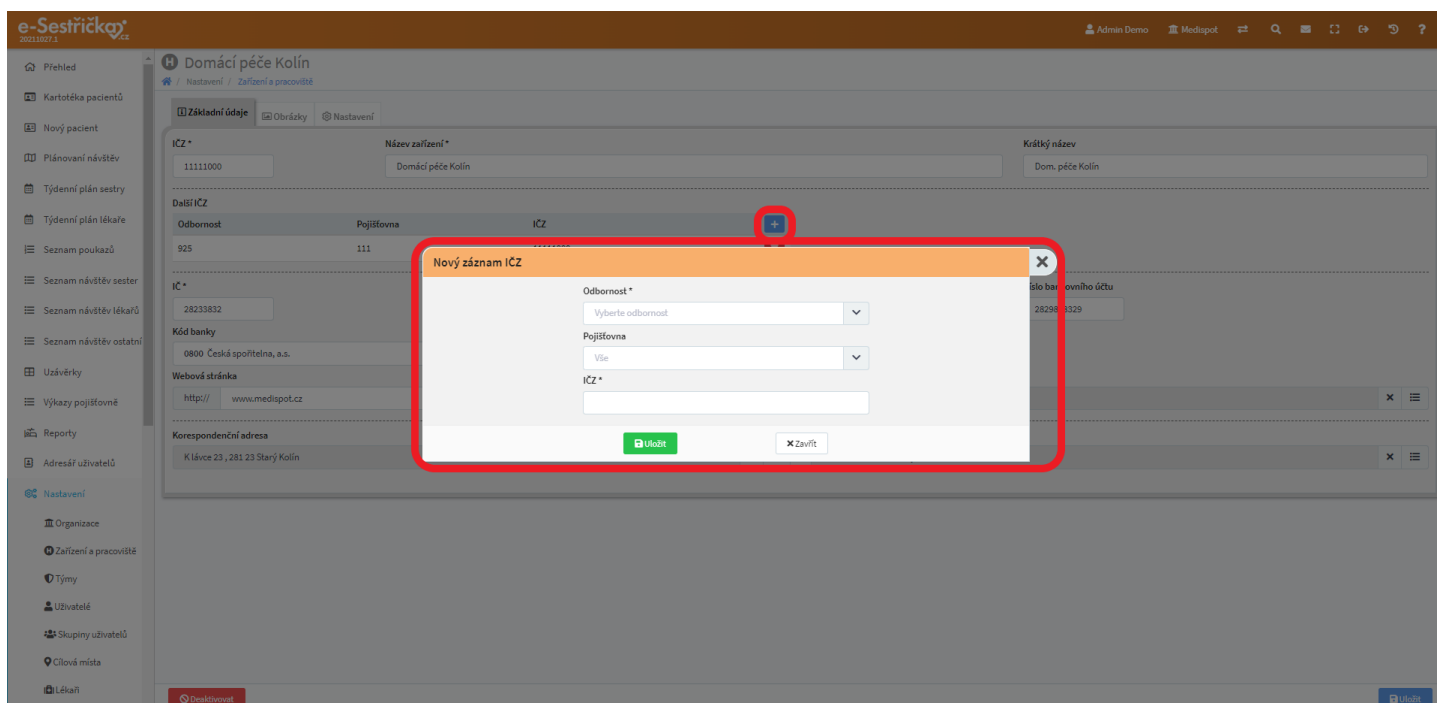 e-Sestřička.cz
20211027.1
Admin Demo
Medispot
?
Přehled
Kartotéka pacientů
Nový pacient
Plánovaní návštěv
Týdenní plán sestry
Týdenní plán lékaře
Seznam poukazů
Seznam návštěv sester
Seznam návštěv lékařů
Seznam návštěv ostatní
Uzávěrky
Výkazy pojišťovně
Reporty
Adresář uživatelů
Nastavení
Organizace
Zařízení a pracoviště
Týmy
Uživatelé
Skupiny uživatelů
Cílová místa
Lékaři
H Domácí péče Kolín
/ Nastavení / Zařízení a pracoviště
Základní údaje
Obrázky
Nastavení
IČZ *
Název zařízení *
Krátký název
11111000
Domácí péče Kolín
Dom. péče Kolín
Další IČZ
Odbornost
Pojišťovna
IČZ
+
925
111
IČ *
28233832
Kód banky
0800 Česká spořitelna, a.s.
Webová stránka
http://
www.medispot.cz
Korespondenční adresa
K lávce 23 , 281 23 Starý Kolín
Nový záznam IČZ
Odbornost *
Vyberte odbornost
Pojišťovna
Vše
IČZ *
Uložit
Zavřít
Deaktivovat
Uložit